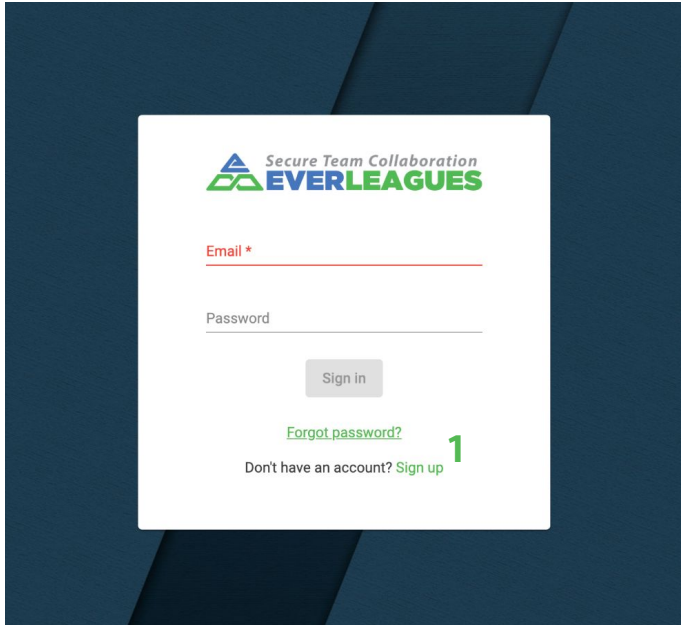 Secure Team Collaboration
EVERLEAGUES
Email *
Password
Sign in
Forgot password?
1
Don't have an account? Sign up